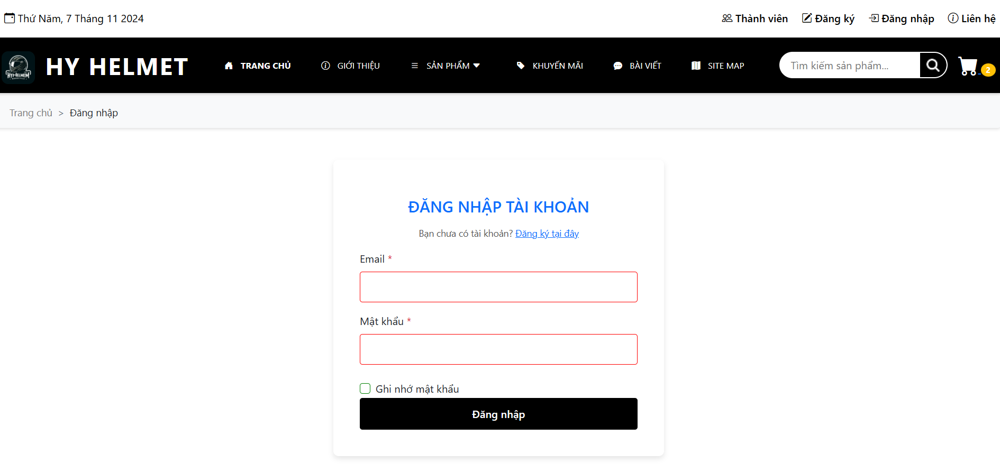 Thứ Năm, 7 Tháng 11 2024
Thành viên Đăng ký Đăng nhập Liên hệ
HY HELMET TRANG CHỦ GIỚI THIỆU SẢN PHẨM KHUYẾN MÃI BÀI VIẾT SITE MAP Tìm kiếm sản phẩm... 2
Trang chủ > Đăng nhập
ĐĂNG NHẬP TÀI KHOẢN
Bạn chưa có tài khoản? Đăng ký tại đây
Email *
Mật khẩu *
Ghi nhớ mật khẩu
Đăng nhập